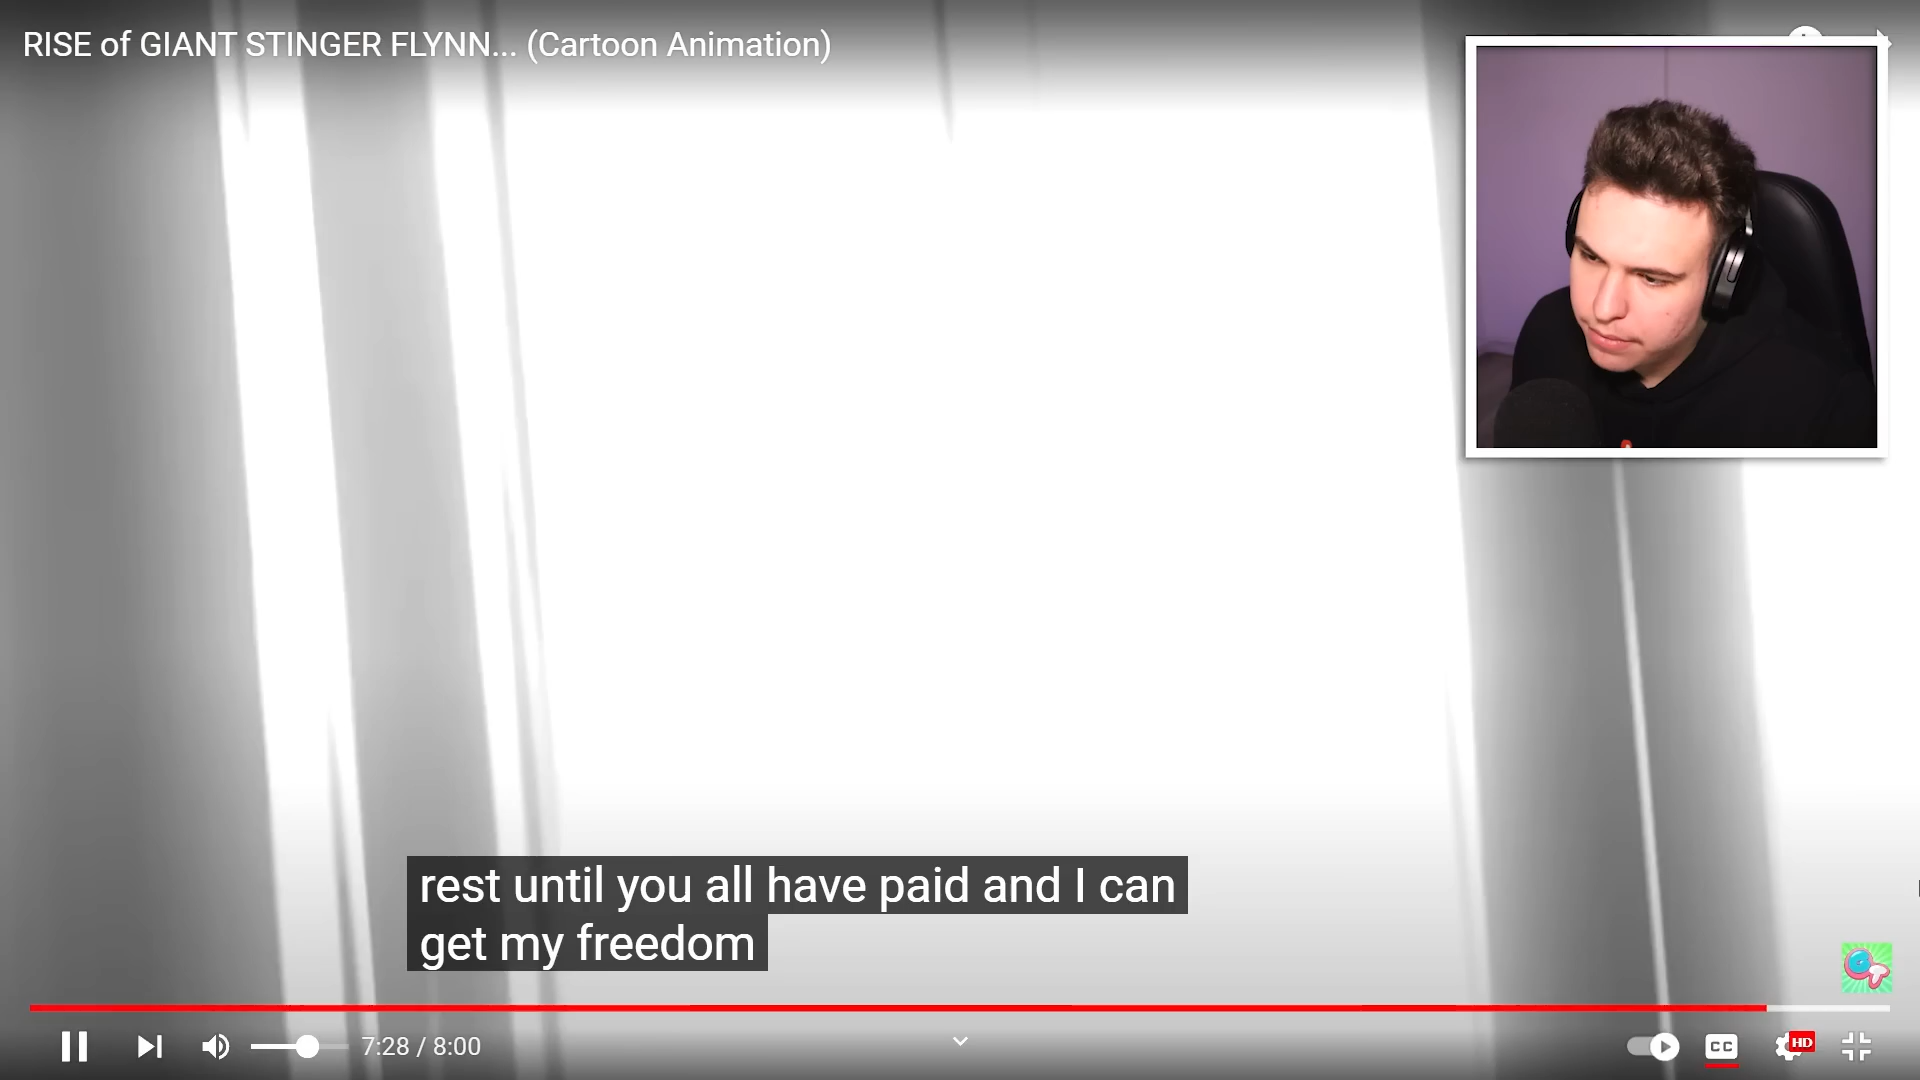 RISE of GIANT STINGER FLYNN... (Cartoon Animation)
rest until you all have paid and I can
get my freedom
7:28 / 8:00
CC
HD